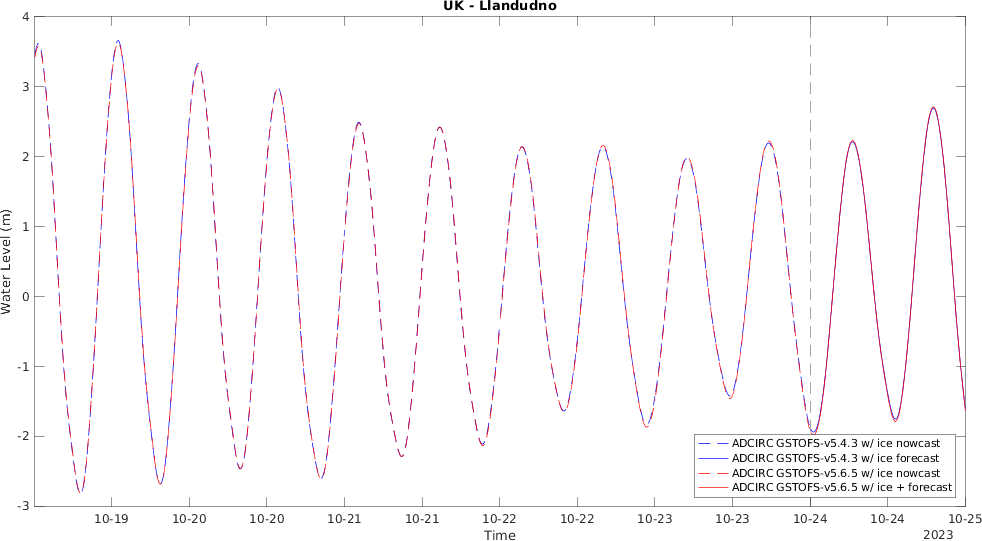 UK - Llandudno
4
3
2
1
0
-1
-2
-3
Water Level (m)
ADCIRC GSTOFS-v5.4.3 w/ ice nowcast
ADCIRC GSTOFS-v5.4.3 w/ ice forecast
ADCIRC GSTOFS-v5.6.5 w/ ice nowcast
ADCIRC GSTOFS-v5.6.5 w/ ice + forecast
10-19 10-20 10-20 10-21 10-21 10-22 10-22 10-23 10-23 10-24 10-24 10-25
Time
2023